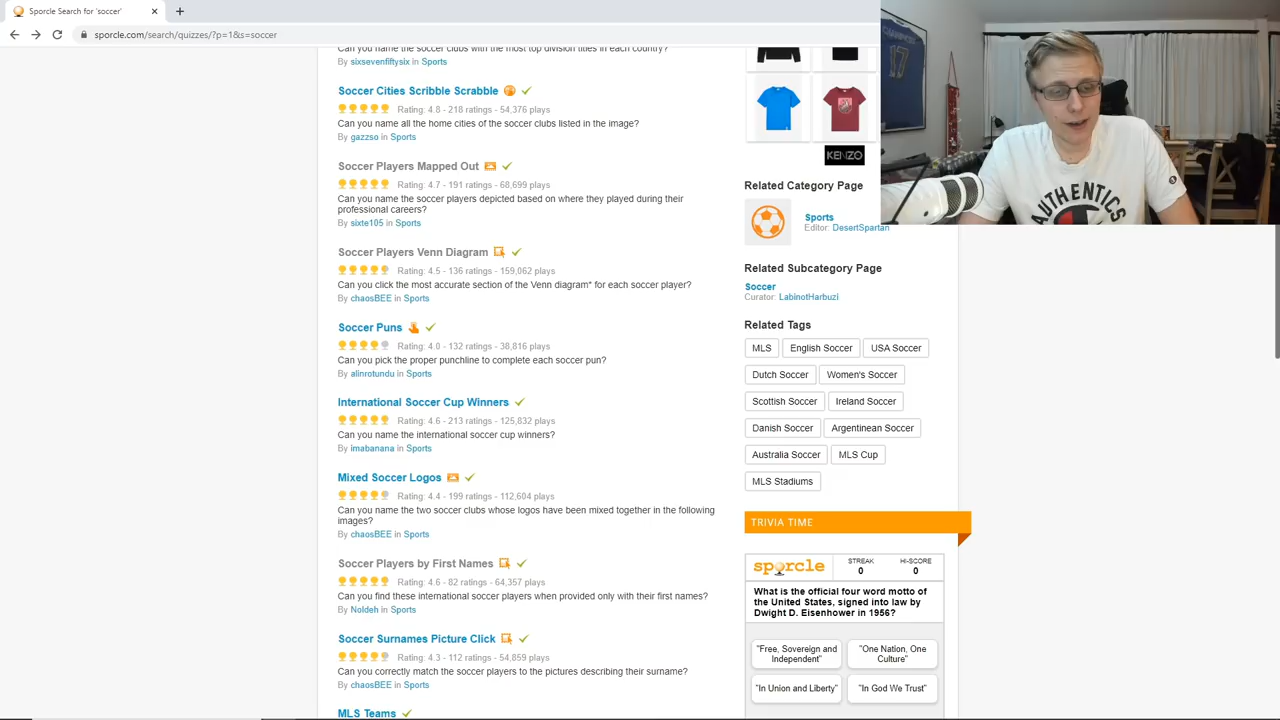 Sporcle Search for 'soccer'
sporcle.com/search/quizzes/?p=1&s=soccer
Can you name the soccer clubs with the most top division titles in each country?
By sixsevenfiftysix in Sports
Soccer Cities Scribble Scrabble
Rating: 4.8 - 218 ratings - 54,376 plays
Can you name all the home cities of the soccer clubs listed in the image?
By gazzso in Sports
Soccer Players Mapped Out
Rating: 4.7 - 191 ratings - 68,699 plays
Can you name the soccer players depicted based on where they played during their
professional careers?
By sixte105 in Sports
Soccer Players Venn Diagram
Rating: 4.5 - 136 ratings - 159,062 plays
Can you click the most accurate section of the Venn diagram* for each soccer player?
By chaosBEE in Sports
Soccer Puns
Rating: 4.0 - 132 ratings - 38,816 plays
Can you pick the proper punchline to complete each soccer pun?
By alinrotundu in Sports
International Soccer Cup Winners
Rating: 4.6 - 213 ratings - 125,832 plays
Can you name the international soccer cup winners?
By imabanana in Sports
Mixed Soccer Logos
Rating: 4.4 - 199 ratings - 112,604 plays
Can you name the two soccer clubs whose logos have been mixed together in the following
images?
By chaosBEE in Sports
Soccer Players by First Names
Rating: 4.6 - 82 ratings - 64,357 plays
Can you find these international soccer players when provided only with their first names?
By Noldeh in Sports
Soccer Surnames Picture Click
Rating: 4.3 - 112 ratings - 54,859 plays
Can you correctly match the soccer players to the pictures describing their surname?
By chaosBEE in Sports
MLS Teams
KENZO
Related Category Page
Sports
Editor: DesertSpartan
Related Subcategory Page
Soccer
Curator: LabinotHarbuzi
Related Tags
MLS English Soccer USA Soccer
Dutch Soccer Women's Soccer
Scottish Soccer Ireland Soccer
Danish Soccer Argentinean Soccer
Australia Soccer MLS Cup
MLS Stadiums
TRIVIA TIME
sporcle
STREAK
0
HI-SCORE
0
What is the official four word motto of
the United States, signed into law by
Dwight D. Eisenhower in 1956?
"Free, Sovereign and
Independent"
"One Nation, One
Culture"
"In Union and Liberty"
"In God We Trust"
17
AUTHENTICS